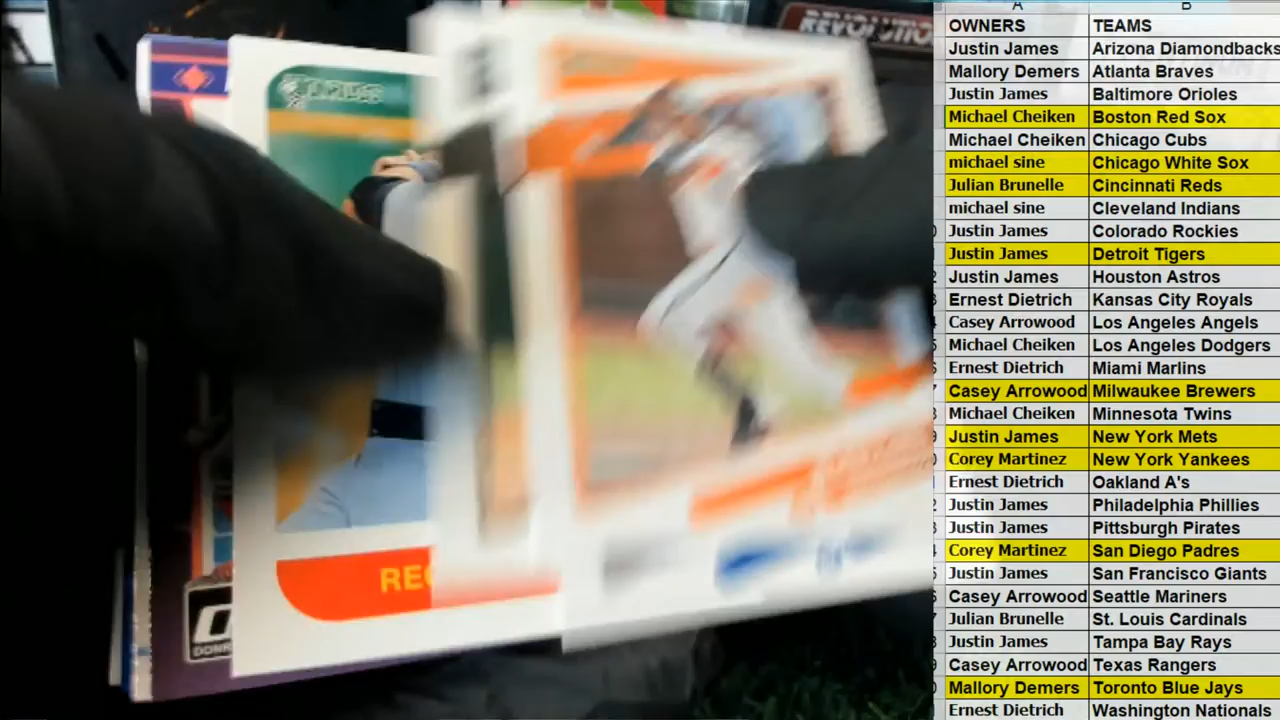 REVOLUTION
A B
OWNERS TEAMS
Justin James Arizona Diamondbacks
Mallory Demers Atlanta Braves
Justin James Baltimore Orioles
Michael Cheiken Boston Red Sox
Michael Cheiken Chicago Cubs
michael sine Chicago White Sox
Julian Brunelle Cincinnati Reds
michael sine Cleveland Indians
Justin James Colorado Rockies
Justin James Detroit Tigers
Justin James Houston Astros
Ernest Dietrich Kansas City Royals
Casey Arrowood Los Angeles Angels
Michael Cheiken Los Angeles Dodgers
Ernest Dietrich Miami Marlins
Casey Arrowood Milwaukee Brewers
Michael Cheiken Minnesota Twins
Justin James New York Mets
Corey Martinez New York Yankees
Ernest Dietrich Oakland A's
Justin James Philadelphia Phillies
Justin James Pittsburgh Pirates
Corey Martinez San Diego Padres
Justin James San Francisco Giants
Casey Arrowood Seattle Mariners
Julian Brunelle St. Louis Cardinals
Justin James Tampa Bay Rays
Casey Arrowood Texas Rangers
Mallory Demers Toronto Blue Jays
Ernest Dietrich Washington Nationals
REC
DONR